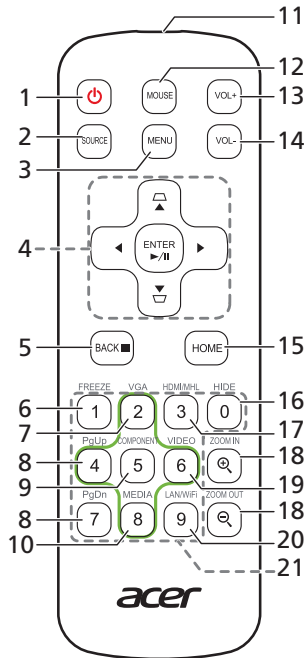 11
12
1 MOUSE VOL+ 13
2 SOURCE MENU VOL- 14
3
4 ENTER
5 BACK HOME 15
FREEZE VGA HDMI/MHL HIDE
6 1 2 3 0 16
7 17
PgUp COMPONENT VIDEO ZOOM IN
8 4 5 6 18
9 19
PgDn MEDIA LAN/WiFi ZOOM OUT
8 7 8 9 18
10 20
21
acer